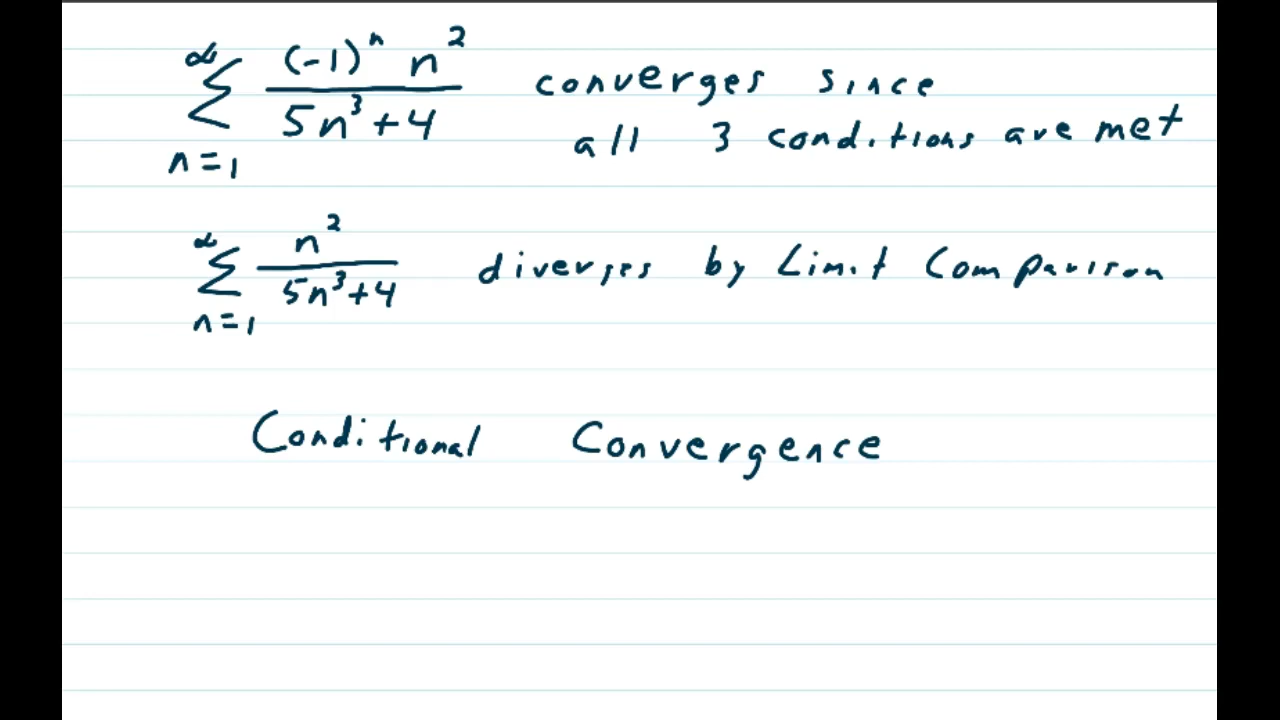 ∞∑n=1 (-1)^n n^2 / 5n^3+4 converges since
all 3 conditions are met
∞∑n=1 n^2 / 5n^3+4 diverges by Limit Comparison
Conditional Convergence